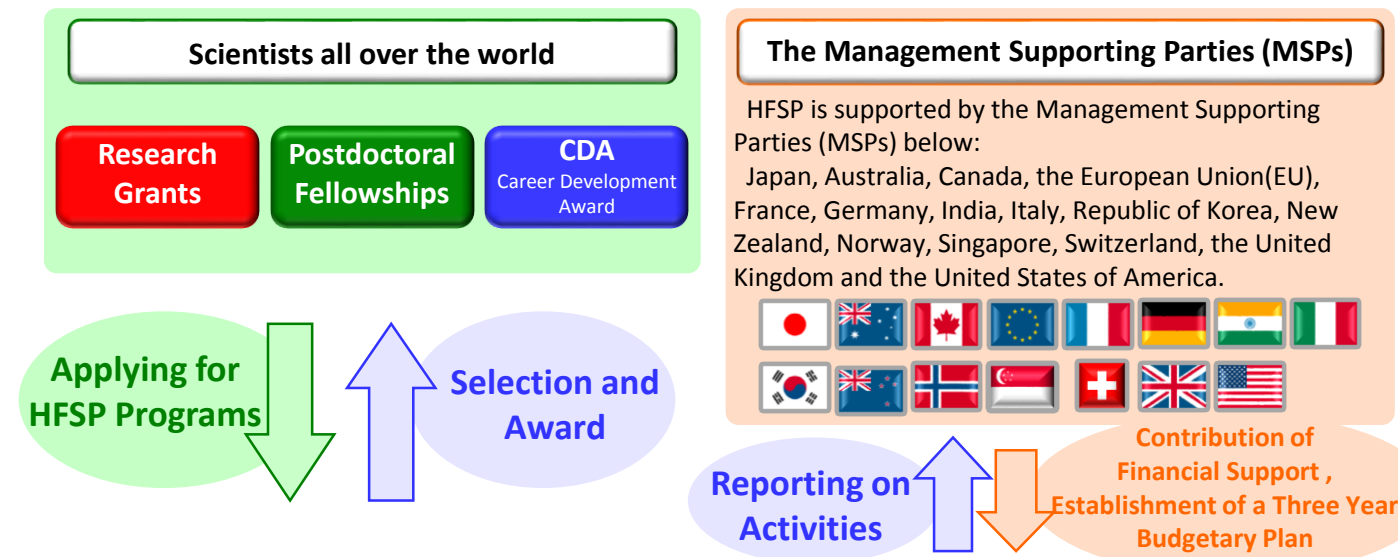 Scientists all over the world
Research
Grants
Postdoctoral
Fellowships
CDA
Career Development
Award
Applying for
HFSP Programs
Selection and
Award
The Management Supporting Parties (MSPs)
HFSP is supported by the Management Supporting
Parties (MSPs) below:
Japan, Australia, Canada, the European Union(EU),
France, Germany, India, Italy, Republic of Korea, New
Zealand, Norway, Singapore, Switzerland, the United
Kingdom and the United States of America.
Reporting on
Activities
Contribution of
Financial Support ,
Establishment of a Three Year
Budgetary Plan